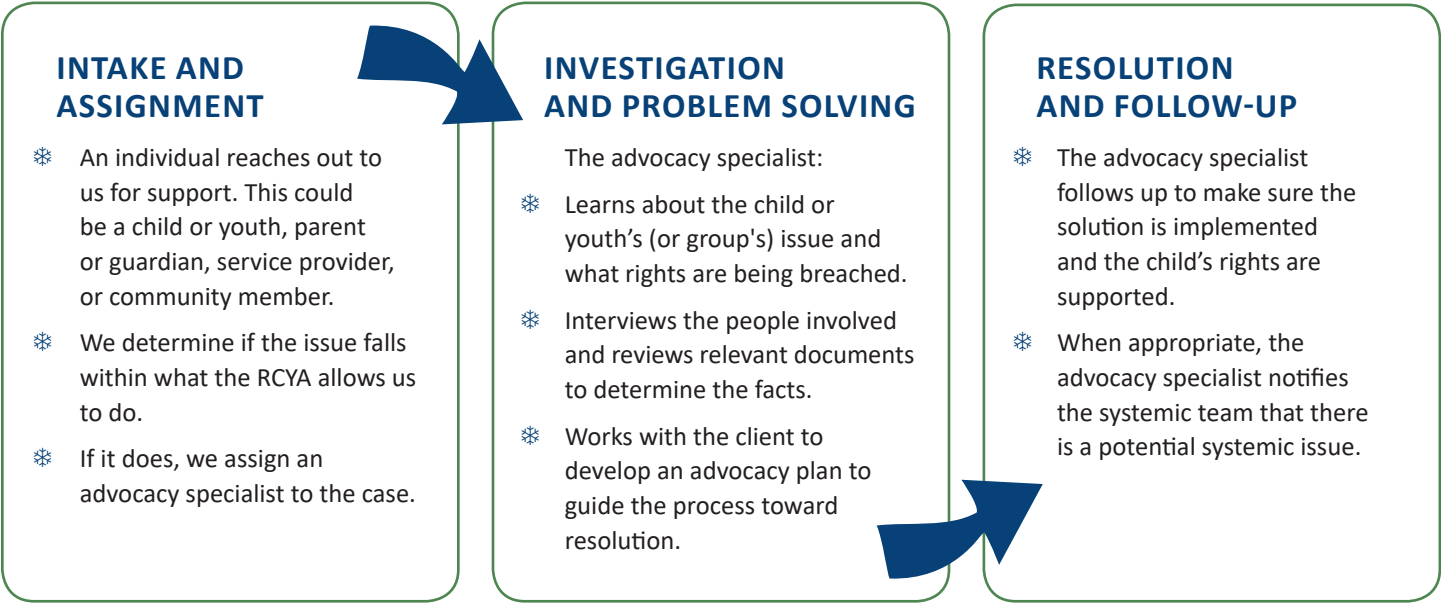 INTAKE AND
ASSIGNMENT
An individual reaches out to
us for support. This could
be a child or youth, parent
or guardian, service provider,
or community member.
We determine if the issue falls
within what the RCYA allows us
to do.
If it does, we assign an
advocacy specialist to the case.
INVESTIGATION
AND PROBLEM SOLVING
The advocacy specialist:
Learns about the child or
youth’s (or group's) issue and
what rights are being breached.
Interviews the people involved
and reviews relevant documents
to determine the facts.
Works with the client to
develop an advocacy plan to
guide the process toward
resolution.
RESOLUTION
AND FOLLOW-UP
The advocacy specialist
follows up to make sure the
solution is implemented
and the child’s rights are
supported.
When appropriate, the
advocacy specialist notifies
the systemic team that there
is a potential systemic issue.